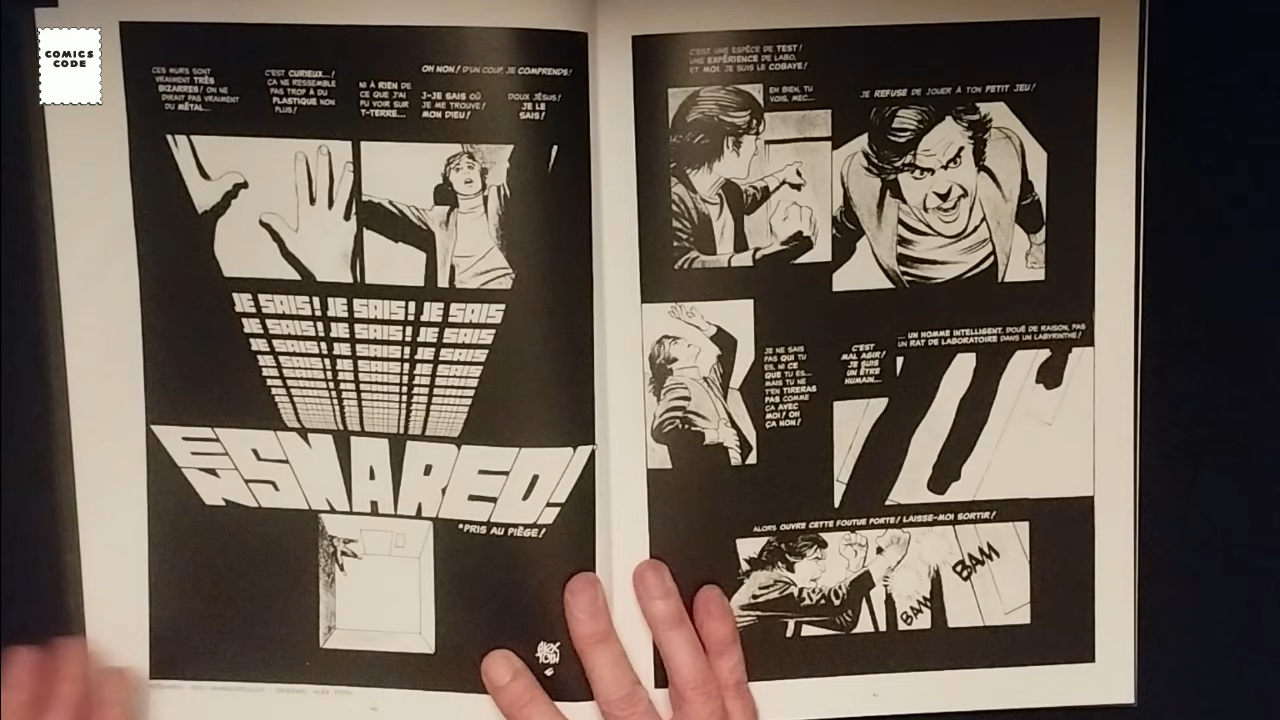 COMICS
CODE
CES MURS SONT
VRAIMENT TRÈS
BIZARRES! ON NE
DIRAIT PAS VRAIMENT
DU MÉTAL...
C'EST CURIEUX...!
ÇA NE RESSEMBLE
PAS TROP À DU
PLASTIQUE NON
PLUS!
NI À RIEN DE
CE QUE J'AI
PU VOIR SUR
T-TERRE...
OH NON! D'UN COUP, JE COMPRENDS!
J-JE SAIS OÙ
JE ME TROUVE!
MON DIEU!
DOUX JÉSUS!
JE LE
SAIS!
JE SAIS! JE SAIS! JE SAIS
JE SAIS! JE SAIS! JE SAIS
JE SAIS! JE SAIS! JE SAIS
JE SAIS! JE SAIS! JE SAIS
ENSNARED!
*PRIS AU PIÈGE!
ALEX
TOTH
C'EST UNE ESPÈCE DE TEST!
UNE EXPÉRIENCE DE LABO,
ET MOI JE SUIS LE COBAYE!
EH BIEN, TU
VOIS, MEC...
JE REFUSE DE JOUER À TON PETIT JEU!
JE NE SAIS
PAS QUI TU
ES, NI CE
QUE TU ES...
MAIS TU NE
T'EN TIRERAS
PAS COMME
ÇA AVEC
MOI! OH
ÇA NON!
C'EST
MAL AGIR!
JE SUIS
UN ÊTRE
HUMAIN...
... UN HOMME INTELLIGENT, DOUÉ DE RAISON, PAS
UN RAT DE LABORATOIRE DANS UN LABYRINTHE!
ALORS OUVRE CETTE FOUTUE PORTE! LAISSE-MOI SORTIR!
BAM
BAM